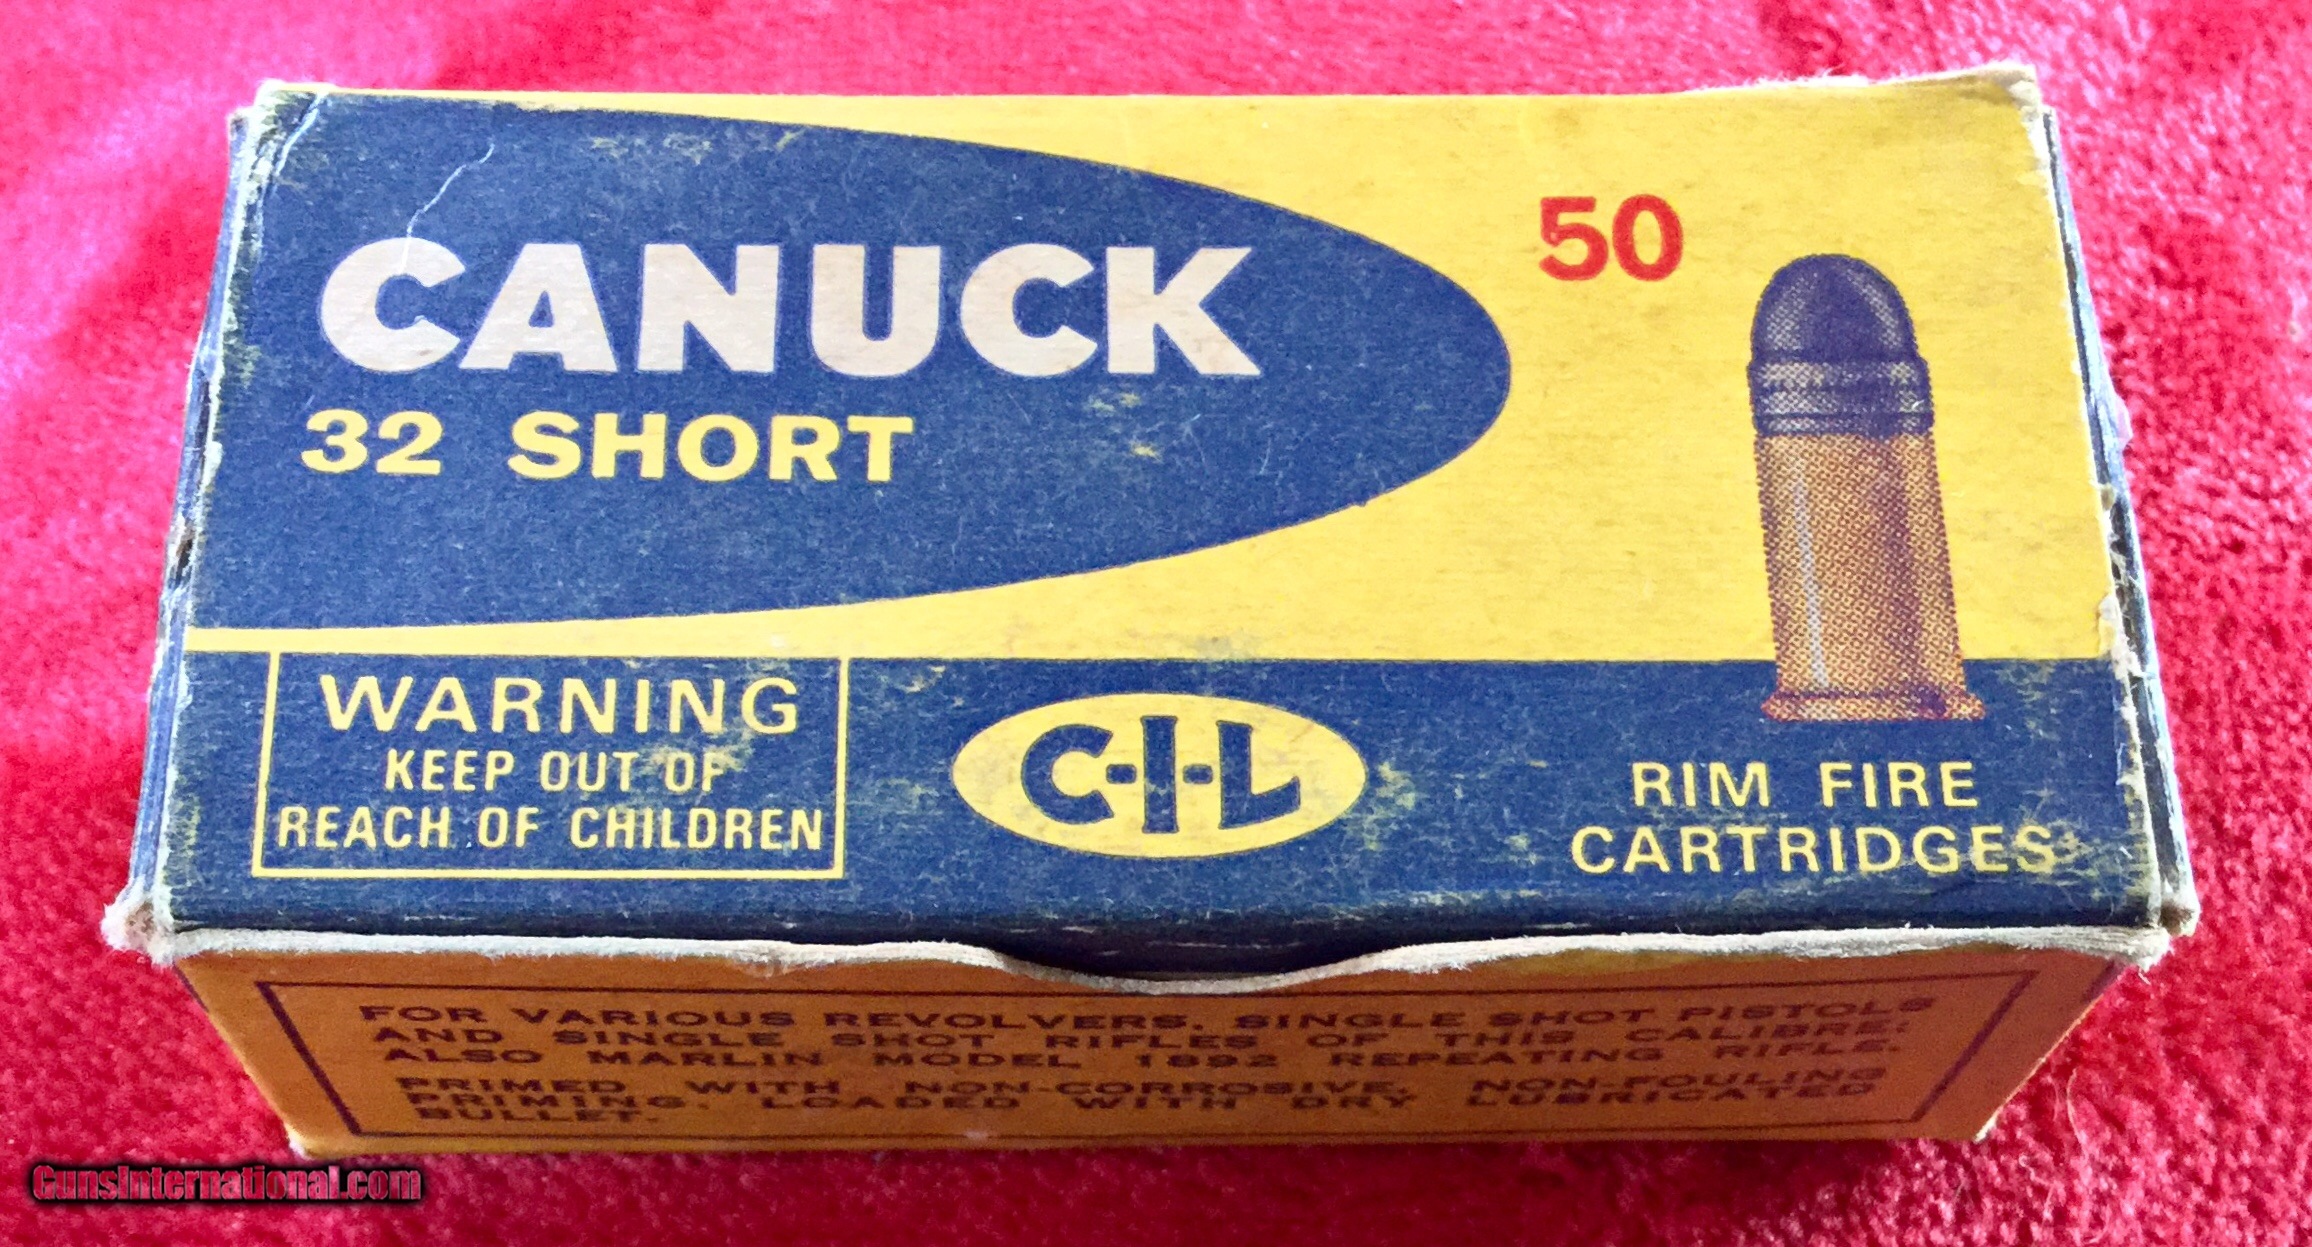 CANUCK
32 SHORT
50
WARNING
KEEP OUT OF
REACH OF CHILDREN
C-I-L
RIM FIRE
CARTRIDGES
FOR VARIOUS REVOLVERS, SINGLE SHOT PISTOLS
AND SINGLE SHOT RIFLES OF THIS CALIBRE;
ALSO MARLIN MODEL 1892 REPEATING RIFLE.
PRIMED WITH NON-CORROSIVE, NON-FOULING
PRIMING. LOADED WITH DRY LUBRICATED
BULLET.
GunsInternational.com